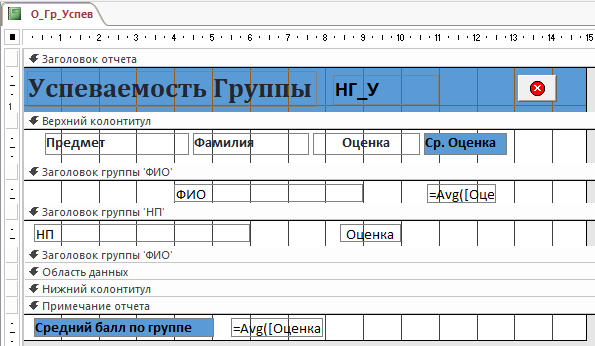 О_Гр_Успев
1 2 3 4 5 6 7 8 9 10 11 12 13 14 15
Заголовок отчета
Успеваемость Группы НГ_У
1
Верхний колонтитул
Предмет Фамилия Оценка Ср. Оценка
Заголовок группы 'ФИО'
ФИО =Avg([Оце
Заголовок группы 'НП'
НП Оценка
Заголовок группы 'ФИО'
Область данных
Нижний колонтитул
Примечание отчета
Средний балл по группе =Avg([Оценка